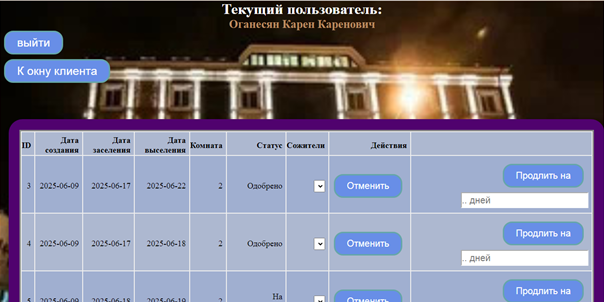 Текущий пользователь:
Оганесян Карен Каренович
выйти
К окну клиента
ID Дата создания Дата заселения Дата выселения Комната Статус Сожители Действия
3 2025-06-09 2025-06-17 2025-06-22 2 Одобрено Отменить Продлить на
.. дней
4 2025-06-09 2025-06-17 2025-06-18 2 Одобрено Отменить Продлить на
.. дней
5 2025-06-09 2025-06-18 2025-06-19 2 На Отменить Продлить на